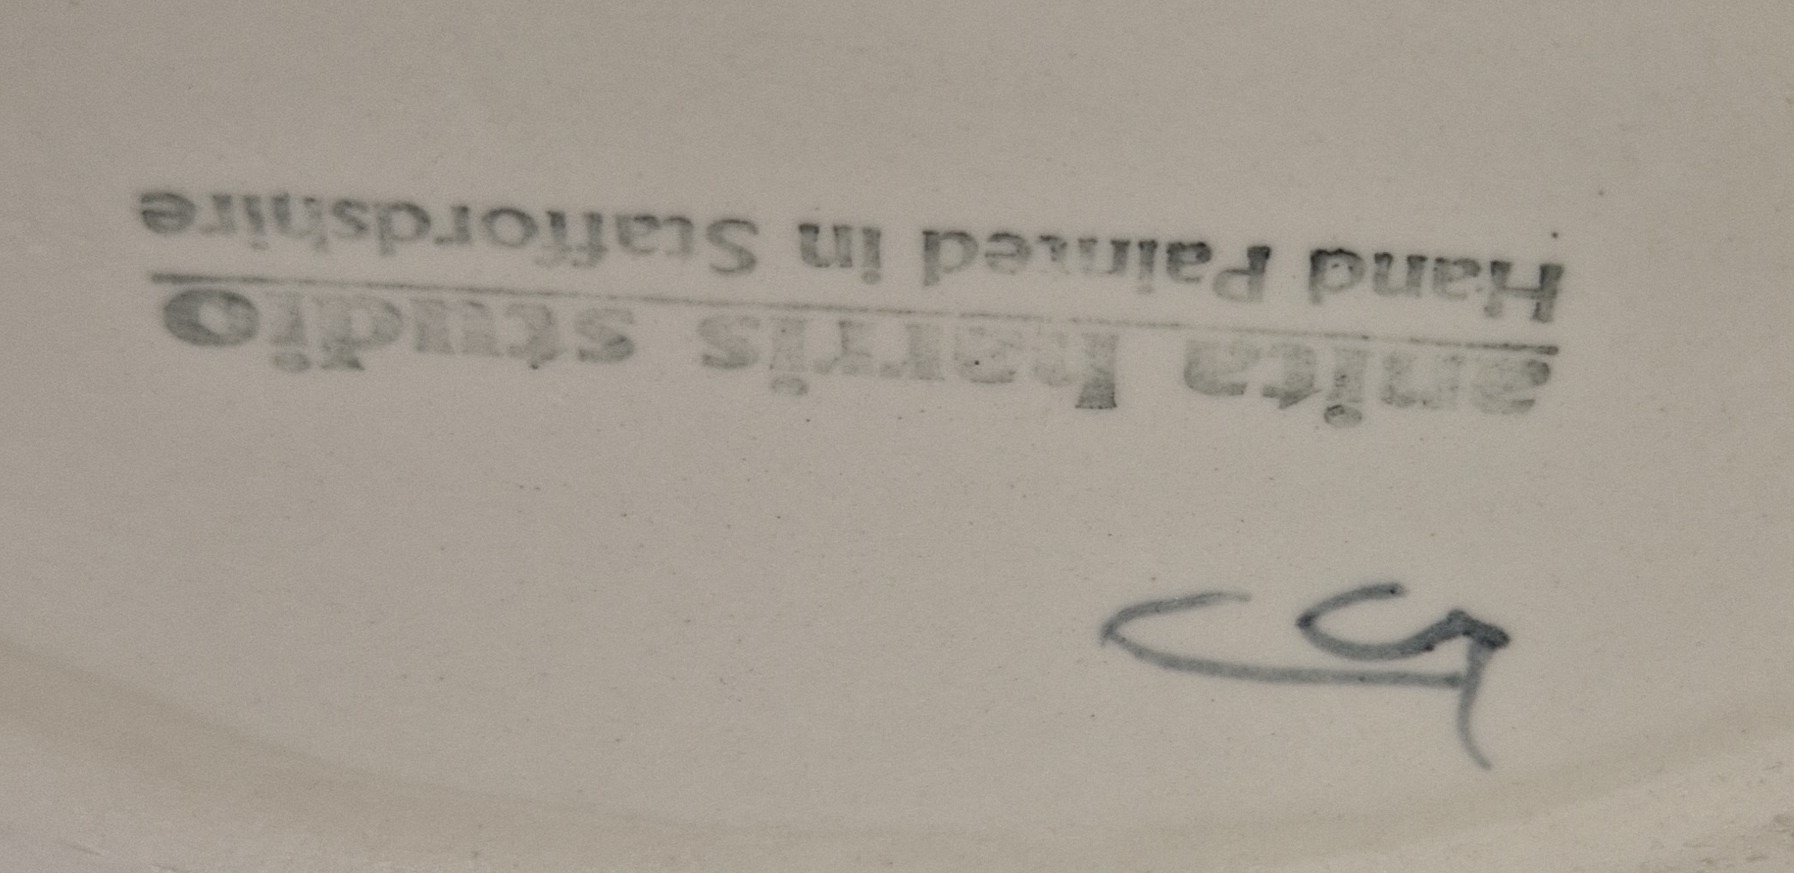 anita harris studio
Hand Painted in Staffordshire